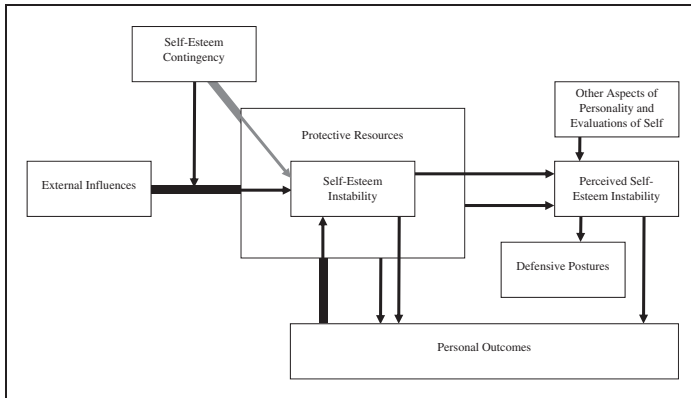 Self-Esteem
Contingency
Other Aspects of
Personality and
Evaluations of Self
Protective Resources
External Influences
Self-Esteem
Instability
Perceived Self-
Esteem Instability
Defensive Postures
Personal Outcomes